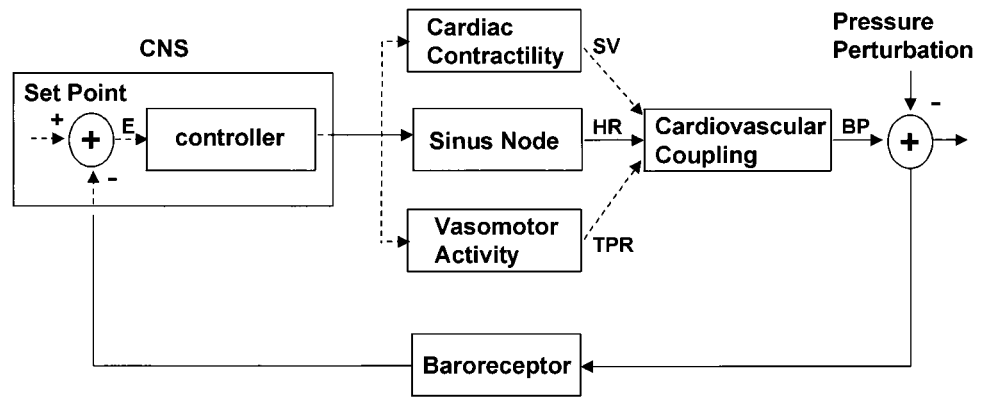 CNS
Set Point
+
+
E
-
controller
Cardiac
Contractility
SV
Sinus Node
HR
Vasomotor
Activity
TPR
Cardiovascular
Coupling
BP
Pressure
Perturbation
-
+
Baroreceptor